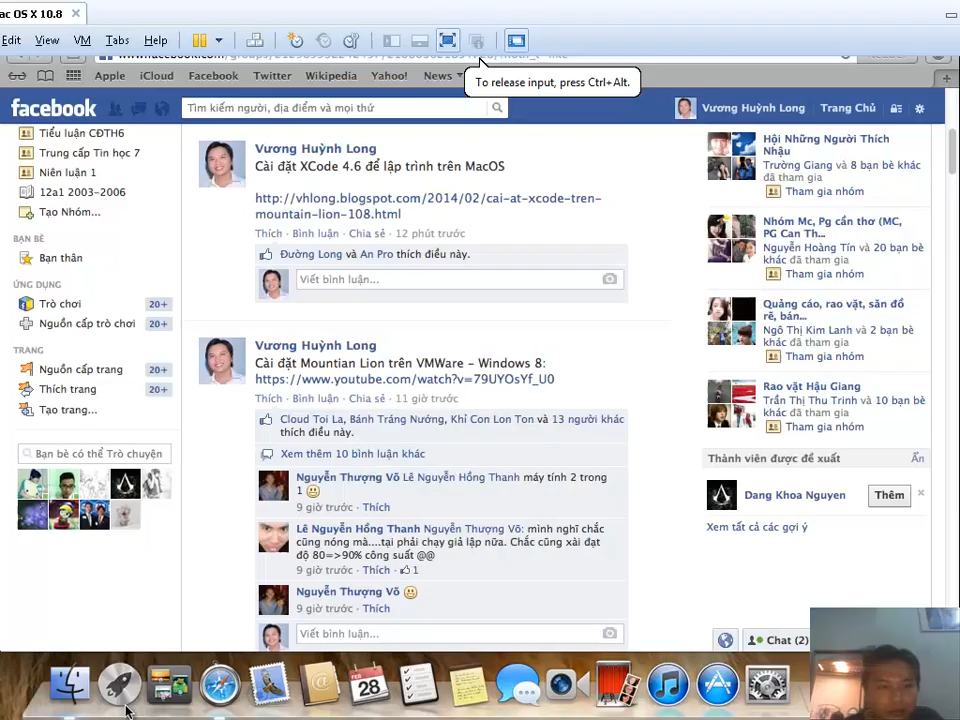 ac OS X 10.8
Edit View VM Tabs Help
To release input, press Ctrl+Alt.
Apple iCloud Facebook Twitter Wikipedia Yahoo! News
facebook
Tìm kiếm người, địa điểm và mọi thứ
Vương Huỳnh Long Trang Chủ
Tiểu luận CĐTH6
Trung cấp Tin học 7
Niên luận 1
12a1 2003-2006
Tạo Nhóm...
BẠN BÈ
Bạn thân
ỨNG DỤNG
Trò chơi 20+
Nguồn cấp trò chơi 20+
TRANG
Nguồn cấp trang 20+
Thích trang 20+
Tạo trang...
Bạn bè có thể Trò chuyện
Vương Huỳnh Long
Cài đặt XCode 4.6 để lập trình trên MacOS
http://vhlong.blogspot.com/2014/02/cai-at-xcode-tren-
mountain-lion-108.html
Thích · Bình luận · Chia sẻ · 12 phút trước
Đường Long và An Pro thích điều này.
Viết bình luận...
Vương Huỳnh Long
Cài đặt Mountian Lion trên VMWare – Windows 8:
https://www.youtube.com/watch?v=79UYOsYf_U0
Thích · Bình luận · Chia sẻ · 11 giờ trước
Cloud Tọi La, Bánh Tráng Nướng, Khỉ Con Lon Ton và 13 người khác
thích điều này.
Xem thêm 10 bình luận khác
Nguyễn Thượng Võ Lê Nguyễn Hồng Thanh máy tính 2 trong
1
9 giờ trước · Thích
Lê Nguyễn Hồng Thanh Nguyễn Thượng Võ: mình nghĩ chắc
cũng nóng mà....tại phải chạy giả lập nữa. Chắc cũng xài đạt
độ 80=>90% công suất @@
9 giờ trước · Thích · 1
Nguyễn Thượng Võ
9 giờ trước · Thích
Viết bình luận...
Hội Những Người Thích
Nhậu
Trường Giang và 8 bạn bè khác
đã tham gia
Tham gia nhóm
Nhóm Mc, Pg cần thơ (MC,
PG Can Th...
Nguyễn Hoàng Tín và 20 bạn bè
khác đã tham gia
Tham gia nhóm
Quảng cáo, rao vặt, săn đồ
rẻ, bán...
Ngô Thị Kim Lanh và 2 bạn bè
khác đã tham gia
Tham gia nhóm
Rao vặt Hậu Giang
Trần Thị Thu Trinh và 10 bạn bè
khác đã tham gia
Tham gia nhóm
Thành viên được đề xuất Ẩn
Dang Khoa Nguyen Thêm
Xem tất cả các gợi ý
Chat (2)
28